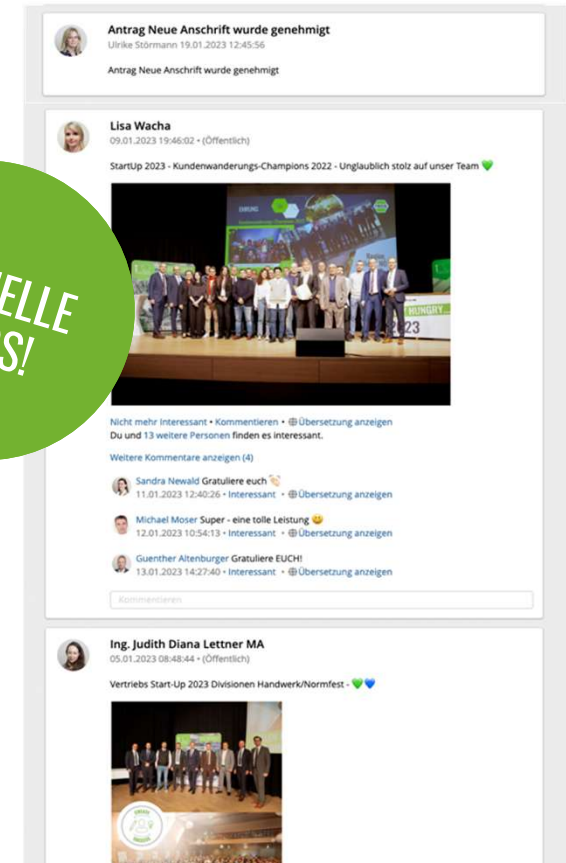 Antrag Neue Anschrift wurde genehmigt
Ulrike Störmann 19.01.2023 12:45:56
Antrag Neue Anschrift wurde genehmigt
Lisa Wacha
09.01.2023 19:46:02 • (Öffentlich)
StartUp 2023 - Kundenwanderungs-Champions 2022 - Unglaublich stolz auf unser Team 💚
EHRUNG
HUNGRY
2023
ELLE
S!
Nicht mehr Interessant • Kommentieren • Übersetzung anzeigen
Du und 13 weitere Personen finden es interessant.
Weitere Kommentare anzeigen (4)
Sandra Newald Gratuliere euch 👏
11.01.2023 12:40:26 • Interessant • Übersetzung anzeigen
Michael Moser Super - eine tolle Leistung 😃
12.01.2023 10:54:13 • Interessant • Übersetzung anzeigen
Guenther Altenburger Gratuliere EUCH!
13.01.2023 14:27:40 • Interessant • Übersetzung anzeigen
Kommentieren
Ing. Judith Diana Lettner MA
05.01.2023 08:48:44 • (Öffentlich)
Vertriebs Start-Up 2023 Divisionen Handwerk/Normfest - 💚💙